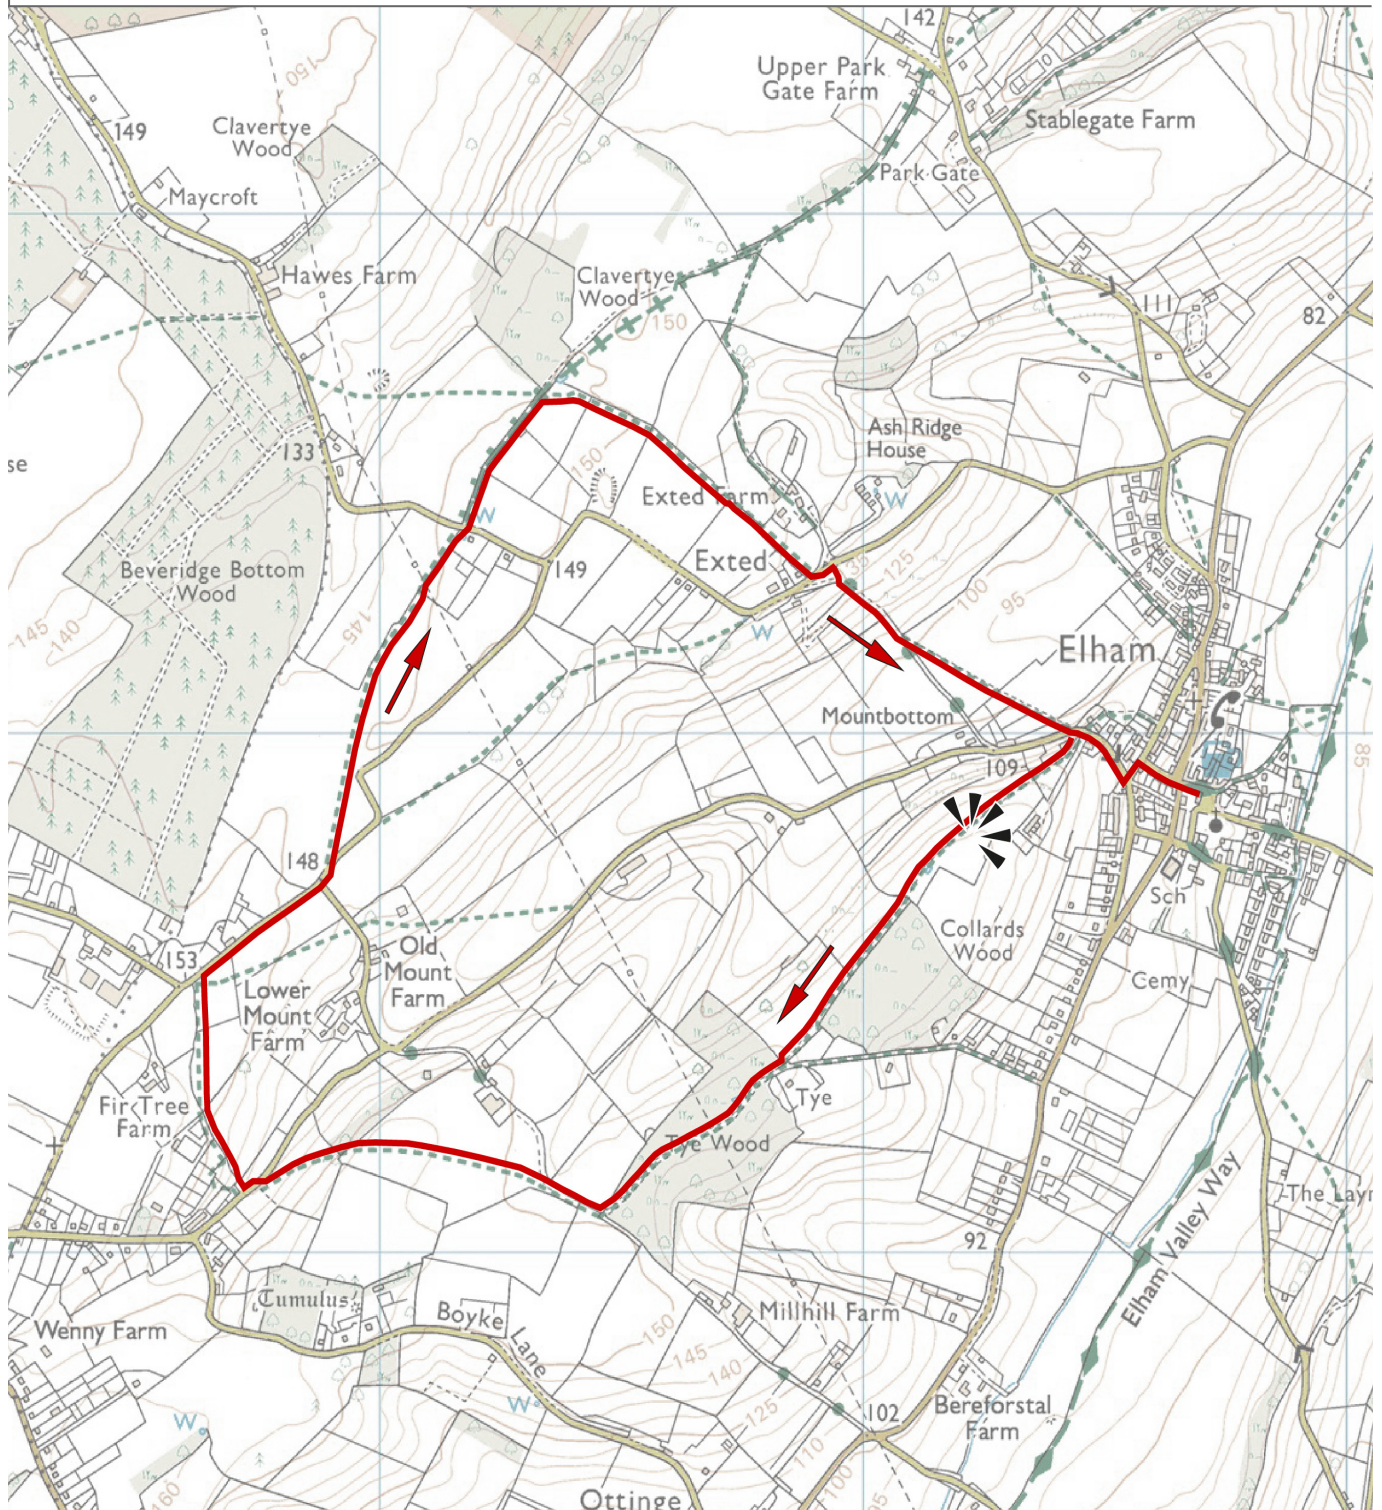 142
Upper Park
Gate Farm
150
149
Clavertye
Wood
Stablegate Farm
Park Gate
Maycroft
Hawes Farm
Clavertye
Wood
150
111
82
133
Ash Ridge
House
se
150
Exted Farm
W
W
Exted
149
135
125
100
95
Beveridge Bottom
Wood
145
140
145
W
Elham
Mountbottom
109
85
148
153
Old
Mount
Farm
Lower
Mount
Farm
Collards
Wood
Sch
Cemy
Fir Tree
Farm
Tye
Tye Wood
Elham Valley Way
The Layn
92
Tumulus
Boyke Lane
Millhill Farm
Wenny Farm
150
145
140
125
110
100
95
W
W
102
Bereforstal
Farm
160
Ottinge